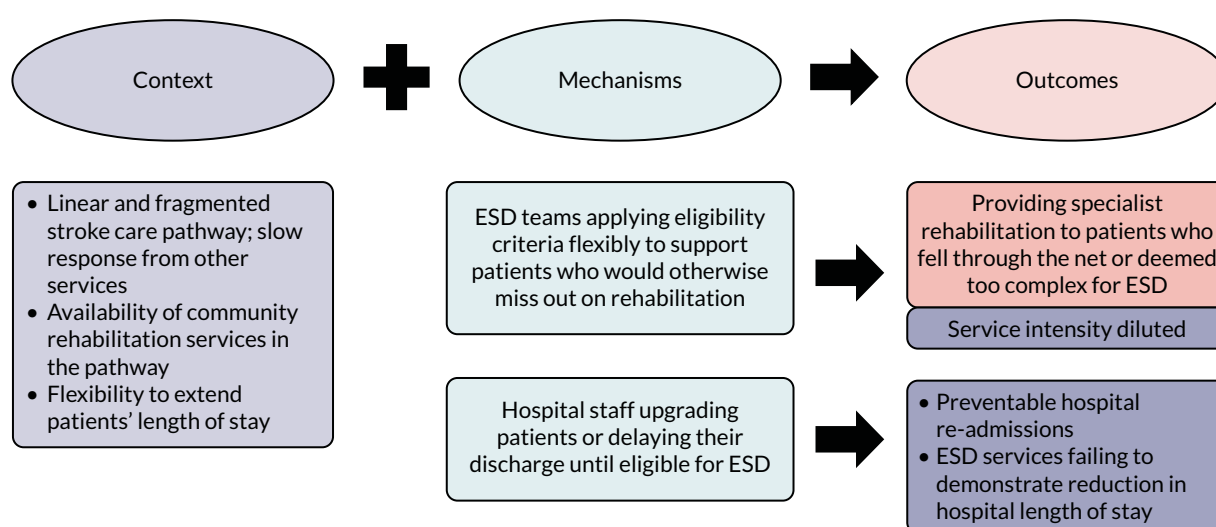 Context
Mechanisms
Outcomes
• Linear and fragmented
stroke care pathway; slow
response from other
services
• Availability of community
rehabilitation services in
the pathway
• Flexibility to extend
patients’ length of stay
ESD teams applying eligibility
criteria flexibly to support
patients who would otherwise
miss out on rehabilitation
Providing specialist
rehabilitation to patients who
fell through the net or deemed
too complex for ESD
Service intensity diluted
Hospital staff upgrading
patients or delaying their
discharge until eligible for ESD
• Preventable hospital
re-admissions
• ESD services failing to
demonstrate reduction in
hospital length of stay